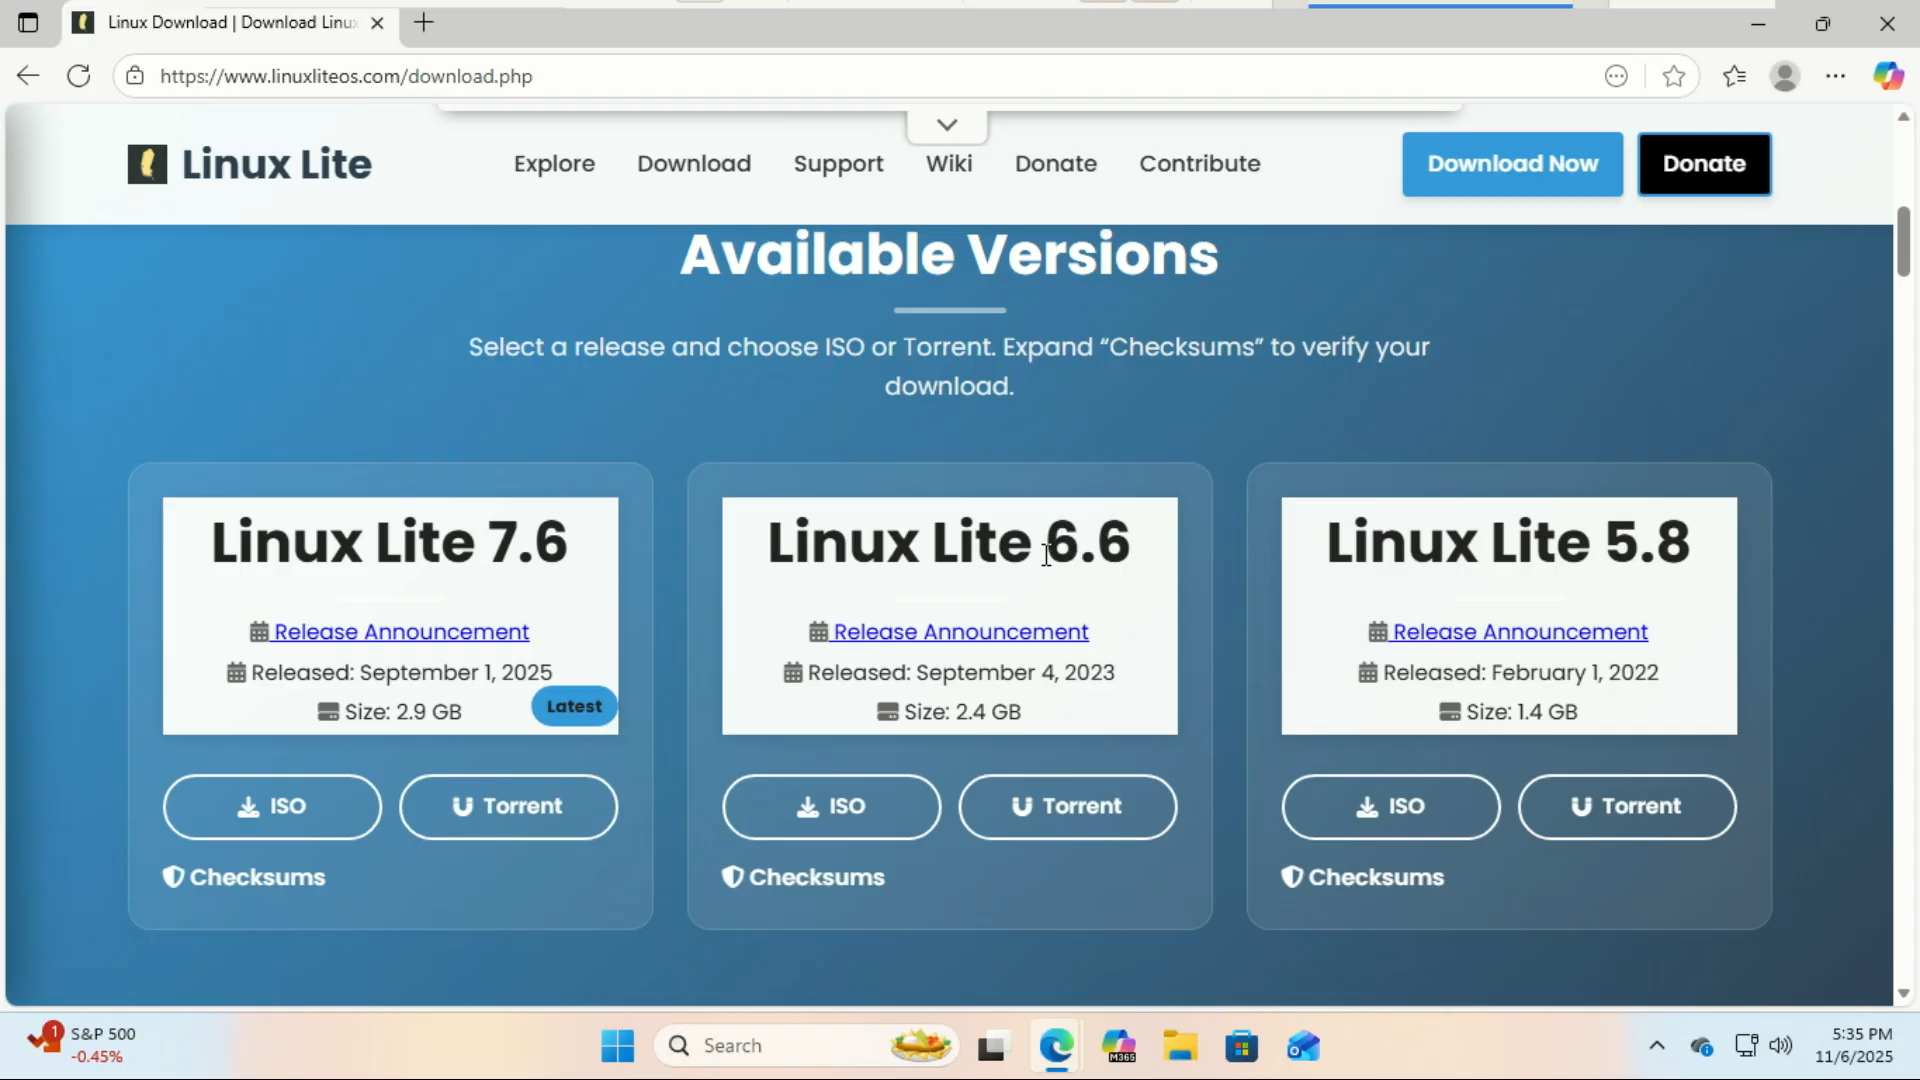 Linux Download | Download Linux
https://www.linuxliteos.com/download.php
Linux Lite
Explore
Download
Support
Wiki
Donate
Contribute
Download Now
Donate
Available Versions
Select a release and choose ISO or Torrent. Expand “Checksums” to verify your
download.
Linux Lite 7.6
Release Announcement
Released: September 1, 2025
Size: 2.9 GB
Latest
ISO
Torrent
Checksums
Linux Lite 6.6
Release Announcement
Released: September 4, 2023
Size: 2.4 GB
ISO
Torrent
Checksums
Linux Lite 5.8
Release Announcement
Released: February 1, 2022
Size: 1.4 GB
ISO
Torrent
Checksums
1
S&P 500
-0.45%
Search
M365
5:35 PM
11/6/2025